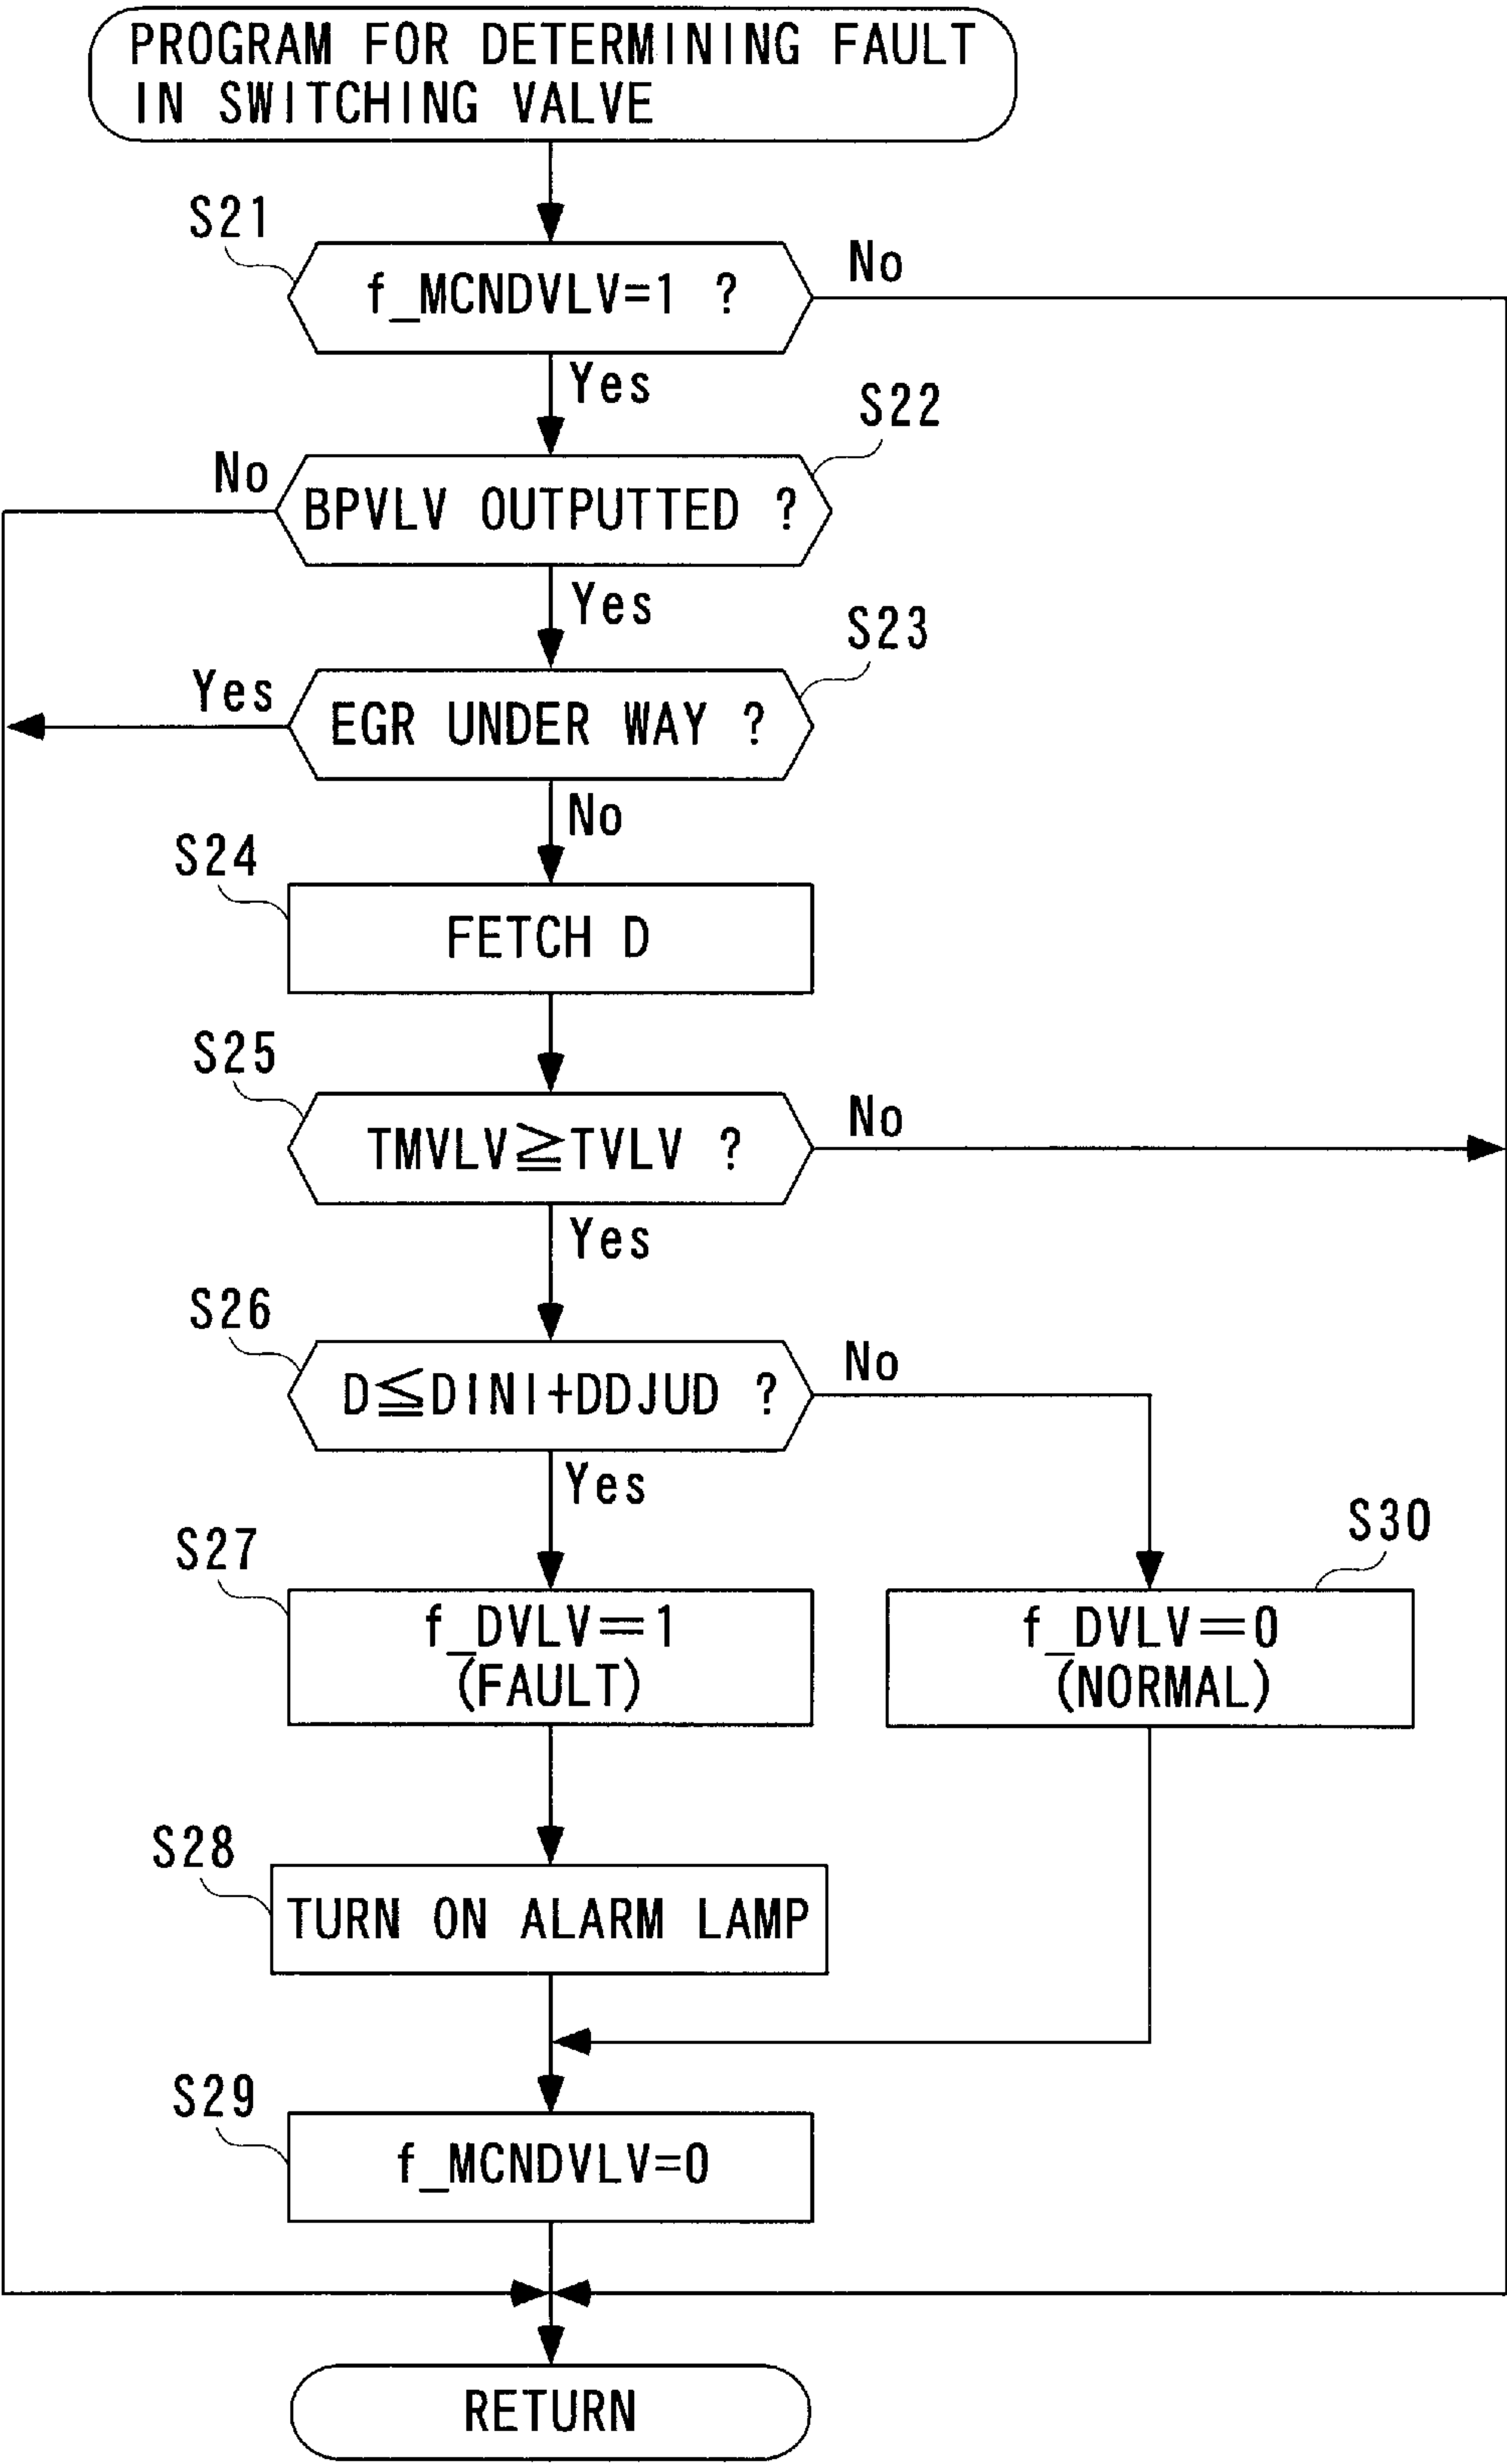 PROGRAM FOR DETERMINING FAULT
IN SWITCHING VALVE
S21
f_MCNDVLV=1 ?
No
Yes
S22
No
BPVLV OUTPUTTED ?
Yes
S23
Yes
EGR UNDER WAY ?
No
S24
FETCH D
S25
TMVLV≧TVLV ?
No
Yes
S26
D≦DINI+DDJUD ?
No
Yes
S27
f_DVLV=1
(FAULT)
S30
f_DVLV=0
(NORMAL)
S28
TURN ON ALARM LAMP
S29
f_MCNDVLV=0
RETURN